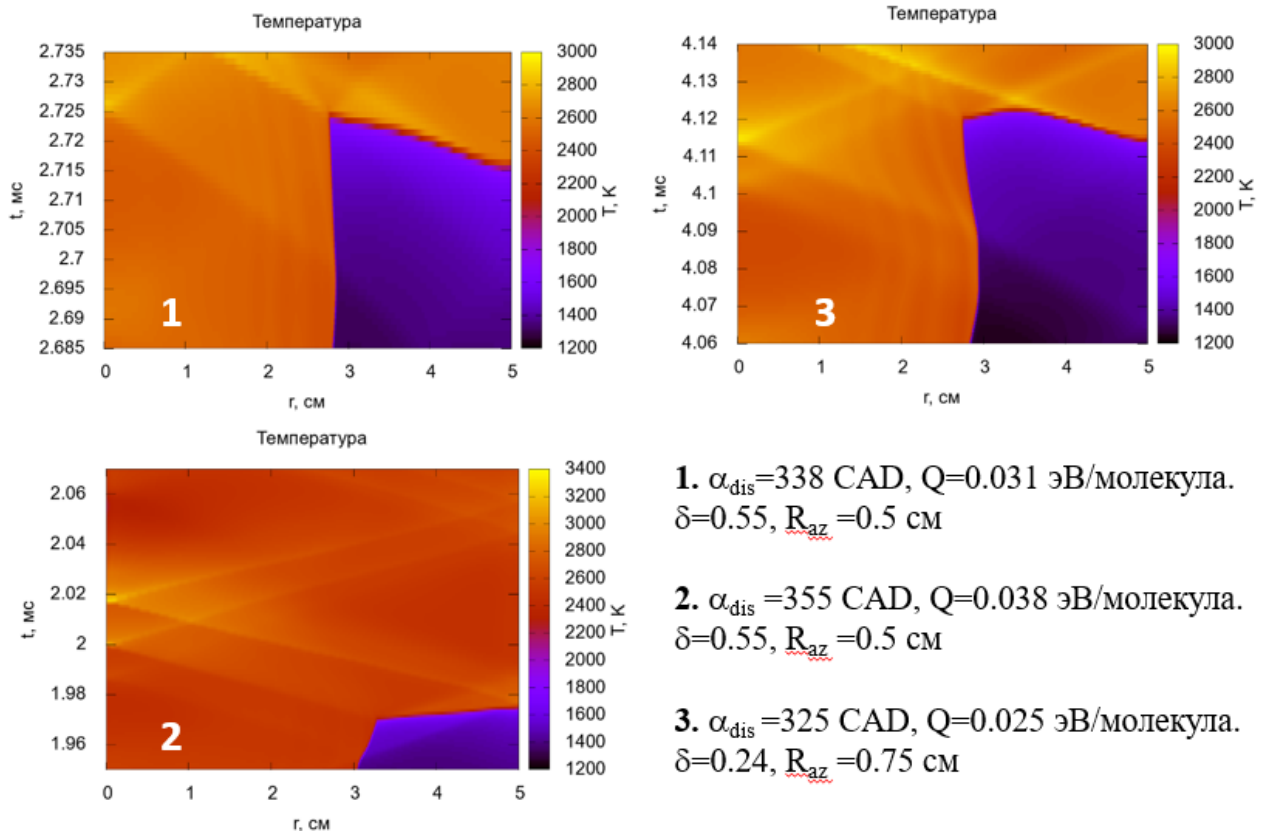 Температура
2.735
2.73
2.725
2.72
2.715
2.71
2.705
2.7
2.695
2.69
2.685
t, мс
0 1 2 3 4 5
r, см
3000
2800
2600
2400
2200
2000
1800
1600
1400
1200
T, K
1
Температура
4.14
4.13
4.12
4.11
4.1
4.09
4.08
4.07
4.06
t, мс
0 1 2 3 4 5
r, см
3000
2800
2600
2400
2200
2000
1800
1600
1400
1200
T, K
3
Температура
2.06
2.04
2.02
2
1.98
1.96
t, мс
0 1 2 3 4 5
r, см
3400
3200
3000
2800
2600
2400
2200
2000
1800
1600
1400
1200
T, K
2
1. αdis=338 CAD, Q=0.031 эВ/молекула.
δ=0.55, Raz =0.5 см
2. αdis =355 CAD, Q=0.038 эВ/молекула.
δ=0.55, Raz =0.5 см
3. αdis =325 CAD, Q=0.025 эВ/молекула.
δ=0.24, Raz =0.75 см